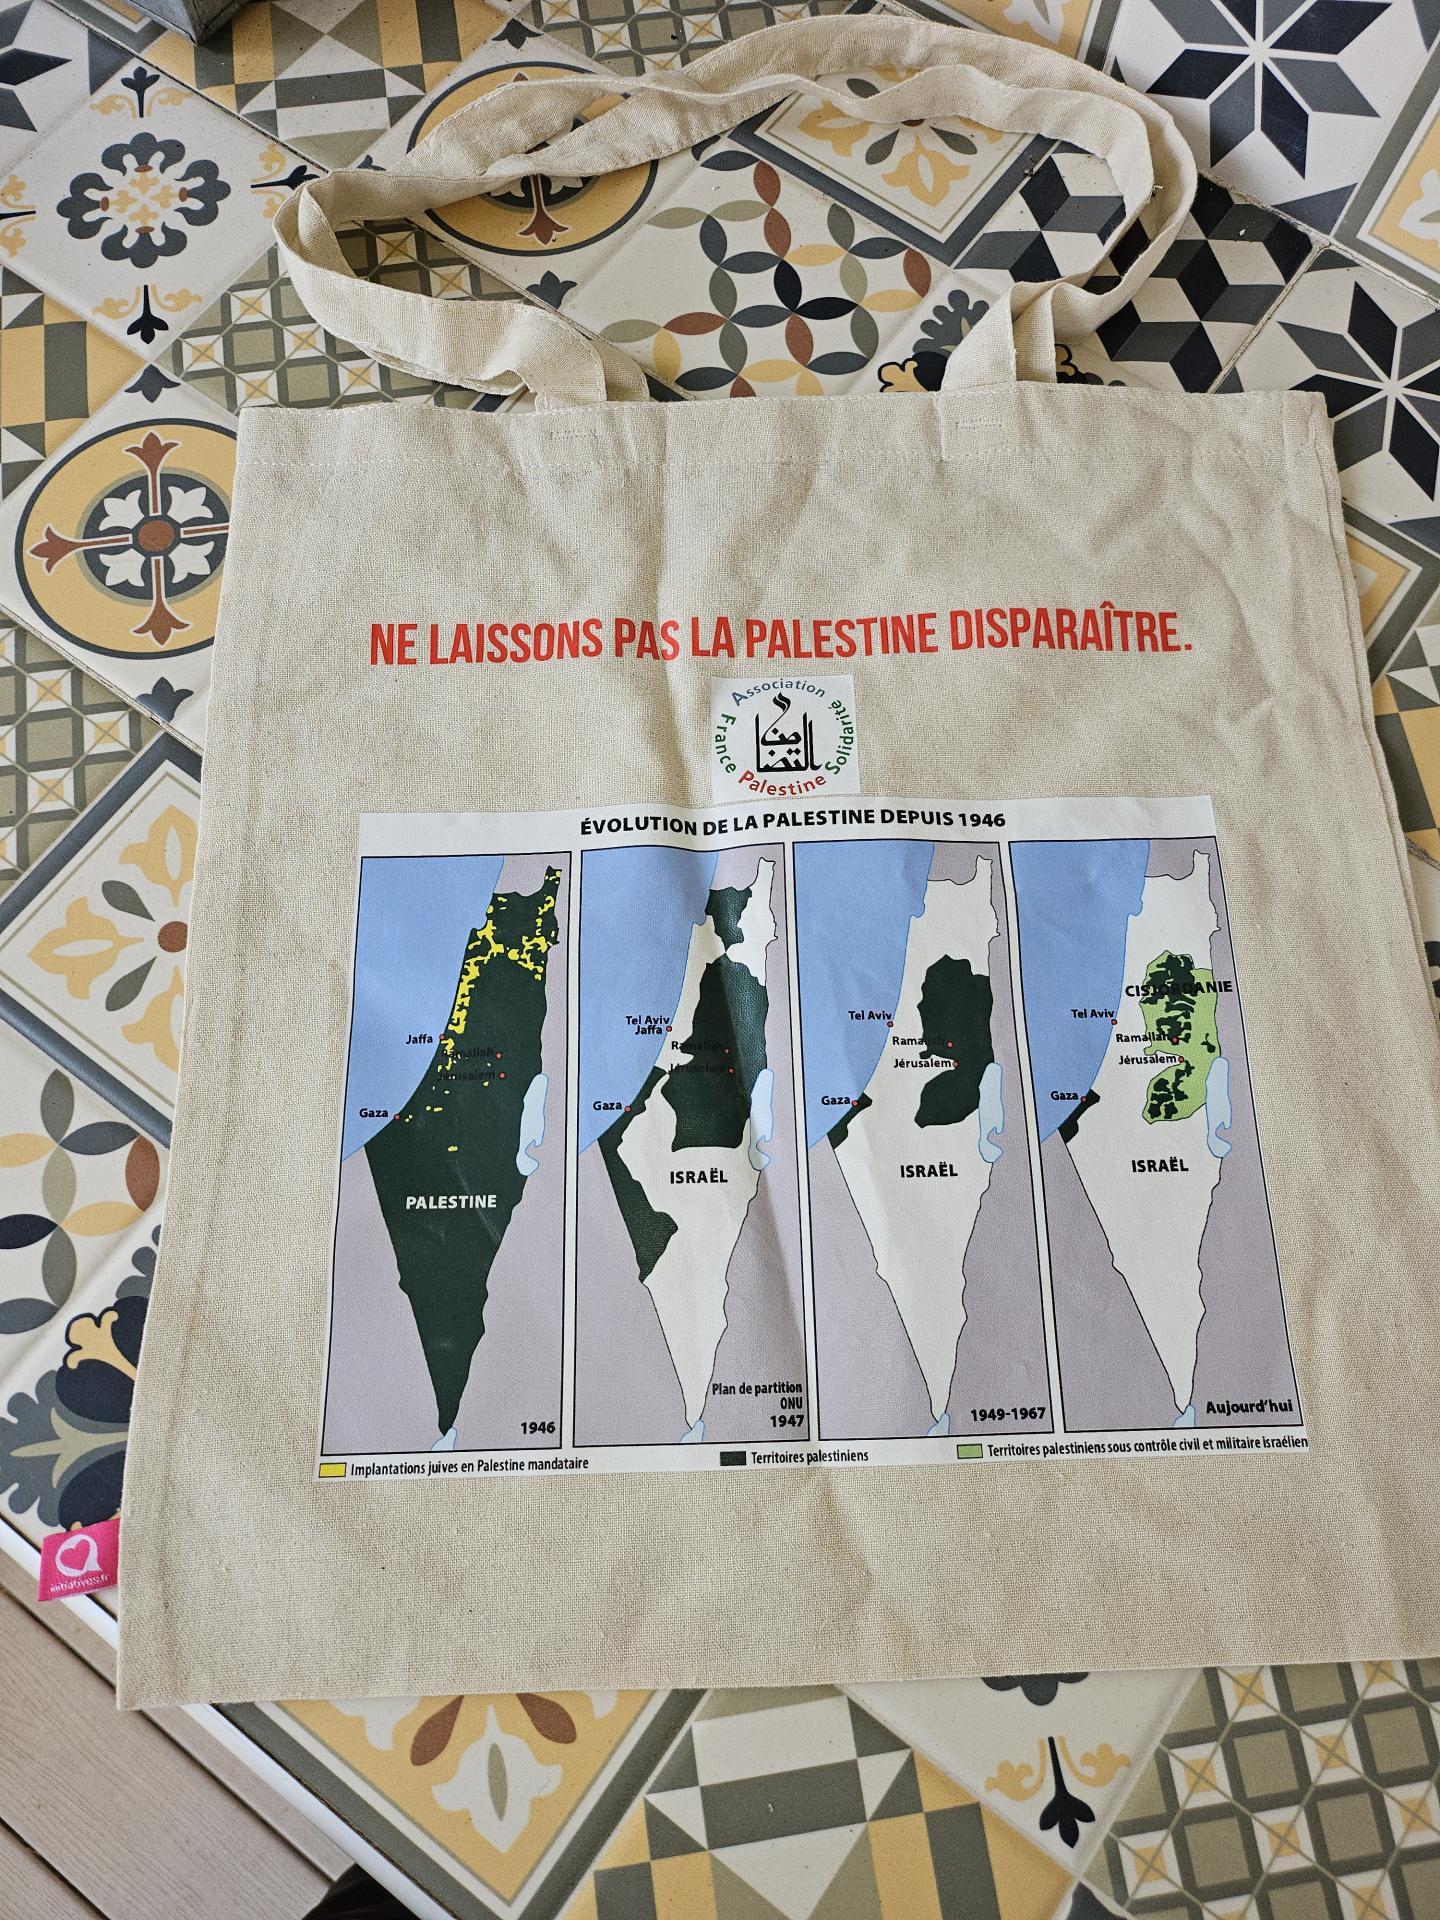 NE LAISSONS PAS LA PALESTINE DISPARAÎTRE.
Association France Palestine Solidarité
التضامن
ÉVOLUTION DE LA PALESTINE DEPUIS 1946
Jaffa
Ramallah
Jérusalem
Gaza
PALESTINE
1946
Tel Aviv
Jaffa
Ramallah
Jérusalem
Gaza
ISRAËL
Plan de partition
ONU
1947
Tel Aviv
Ramallah
Jérusalem
Gaza
ISRAËL
1949-1967
CISJORDANIE
Tel Aviv
Ramallah
Jérusalem
Gaza
ISRAËL
Aujourd'hui
Implantations juives en Palestine mandataire
Territoires palestiniens
Territoires palestiniens sous contrôle civil et militaire israélien
initiatives.fr